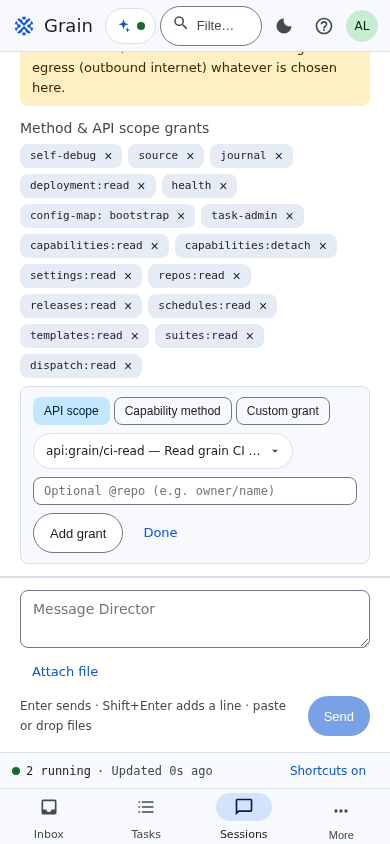 Grain
Filte…
AL
egress (outbound internet) whatever is chosen
here.
Method & API scope grants
self-debug × source × journal ×
deployment:read × health ×
config-map: bootstrap × task-admin ×
capabilities:read × capabilities:detach ×
settings:read × repos:read ×
releases:read × schedules:read ×
templates:read × suites:read ×
dispatch:read ×
API scope Capability method Custom grant
api:grain/ci-read — Read grain CI …
Optional @repo (e.g. owner/name)
Add grant Done
Message Director
Attach file
Enter sends · Shift+Enter adds a line · paste
or drop files
Send
2 running · Updated 0s ago Shortcuts on
Inbox Tasks Sessions More